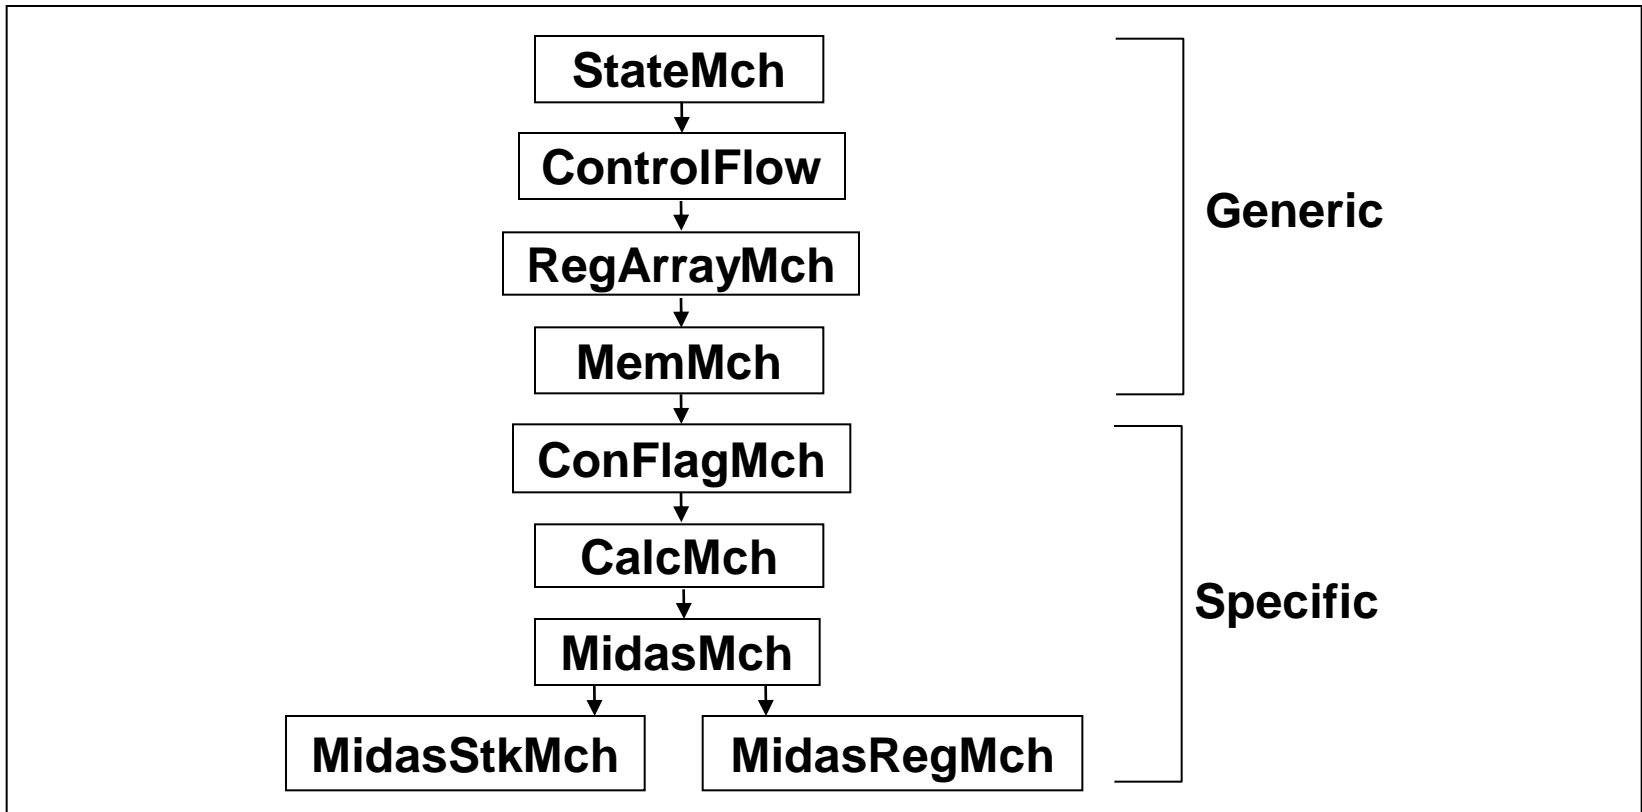 StateMch
ControlFlow
RegArrayMch
Generic
MemMch
ConFlagMch
CalcMch
Specific
MidasMch
MidasStkMch
MidasRegMch